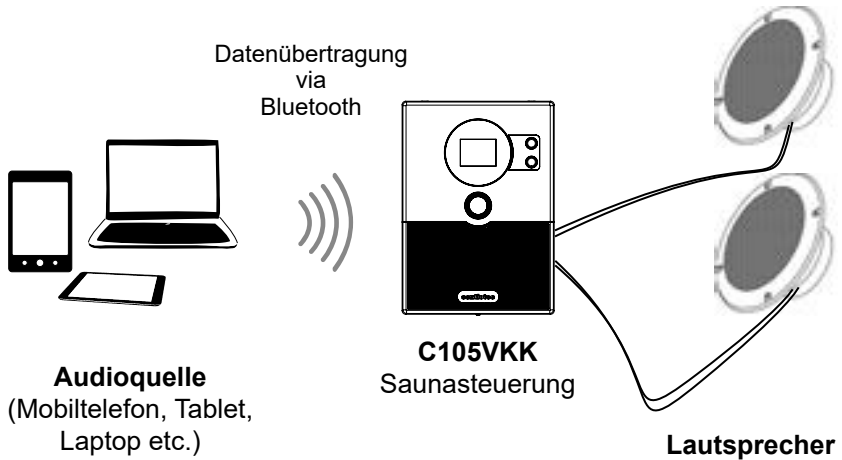 Datenübertragung
via
Bluetooth
C105VKK
Saunasteuerung
Audioquelle
(Mobiltelefon, Tablet,
Laptop etc.)
Lautsprecher